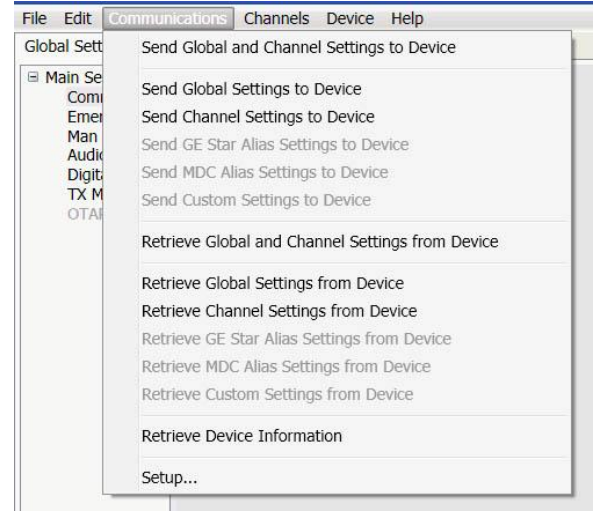 File Edit Communications Channels Device Help
Global Sett
Send Global and Channel Settings to Device
Main Se
Send Global Settings to Device
Send Channel Settings to Device
Send GE Star Alias Settings to Device
Send MDC Alias Settings to Device
Send Custom Settings to Device
Comm
Emer
Man
Audio
Digita
TX M
OTAP
Retrieve Global and Channel Settings from Device
Retrieve Global Settings from Device
Retrieve Channel Settings from Device
Retrieve GE Star Alias Settings from Device
Retrieve MDC Alias Settings from Device
Retrieve Custom Settings from Device
Retrieve Device Information
Setup...